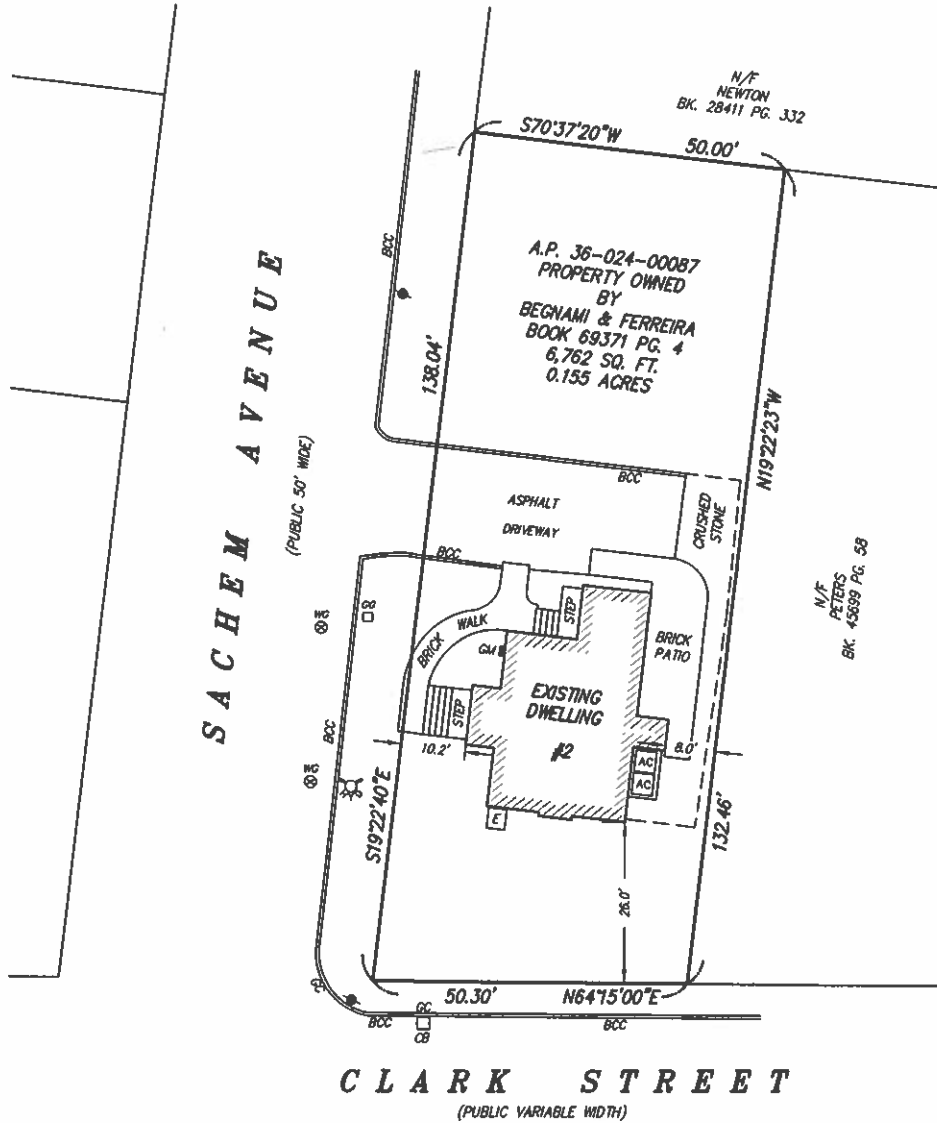 N/F
NEWTON
BK. 28411 PG. 332
S70°37'20"W
50.00'
A.P. 36-024-00087
PROPERTY OWNED
BY
BEGNAMI & FERREIRA
BOOK 69371 PG. 4
6,762 SQ. FT.
0.155 ACRES
BCC
138.04'
N19°22'23"W
SACHEM AVENUE
(PUBLIC 50' WIDE)
BCC
ASPHALT
DRIVEWAY
CRUSHED
STONE
BCC
N/F
PETERS
BK. 45699 PG. 58
WG
GG
BRICK WALK
STEP
GM
BRICK
PATIO
EXISTING
DWELLING
#2
STEP
BCC
10.2'
8.0'
AC
AC
WG
E
S19°22'40"E
132.46'
26.0'
50.30'
N64°15'00"E
GC
BCC
CB
BCC
CLARK STREET
(PUBLIC VARIABLE WIDTH)